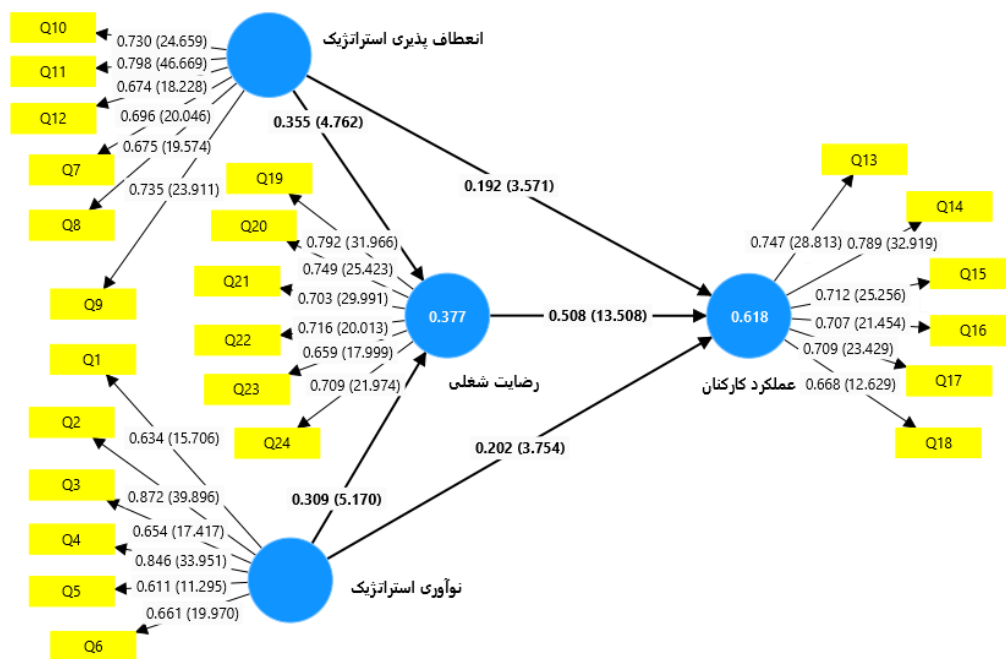 Q10
0.730 (24.659)
انعطاف پذیری استراتژیک
Q11
0.798 (46.669)
Q12
0.674 (18.228)
0.696 (20.046)
0.355 (4.762)
Q7
0.675 (19.574)
Q8
0.735 (23.911)
Q9
Q19
0.192 (3.571)
Q13
Q20
0.792 (31.966)
0.747 (28.813)
0.789 (32.919)
Q14
Q21
0.749 (25.423)
0.703 (29.991)
0.712 (25.256)
Q15
0.377
0.508 (13.508)
0.618
0.707 (21.454)
Q16
Q22
0.716 (20.013)
0.709 (23.429)
Q17
Q23
0.659 (17.999)
رضایت شغلی
عملکرد کارکنان
0.668 (12.629)
Q24
0.709 (21.974)
Q18
Q1
0.634 (15.706)
0.202 (3.754)
Q2
0.872 (39.896)
0.309 (5.170)
Q3
0.654 (17.417)
Q4
0.846 (33.951)
Q5
0.611 (11.295)
نوآوری استراتژیک
0.661 (19.970)
Q6